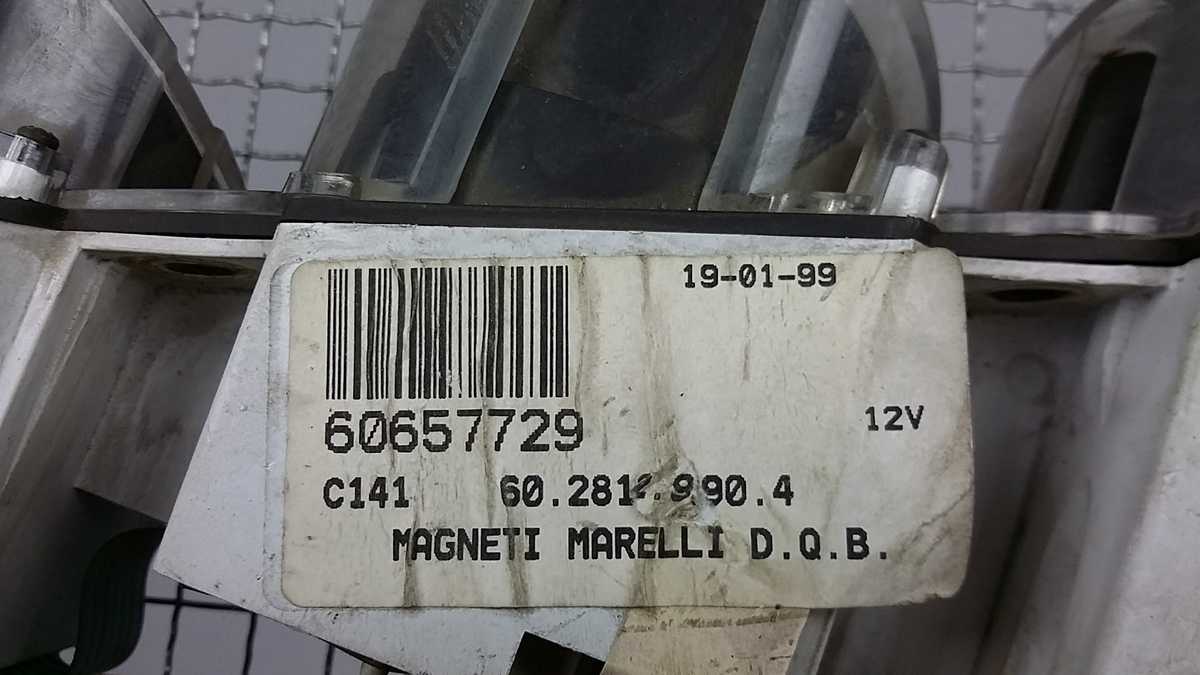 19-01-99
60657729
12V
C141
MAGNETI MARELLI D.Q.B.